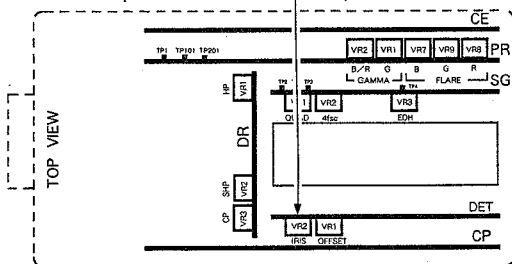 CE
VR2 VR1 VR7 VR9 VR8 PR
TP1 TP101 TP201
B/R G B G R
GAMMA FLARE SG
HP VR1
TP2 TP3 TP4
VR1 VR2 VR3
QUAD 4fsc EDH
TOP VIEW
DR
SHP VR2
CP VR3
DET
VR2 VR1
IRIS OFFSET CP